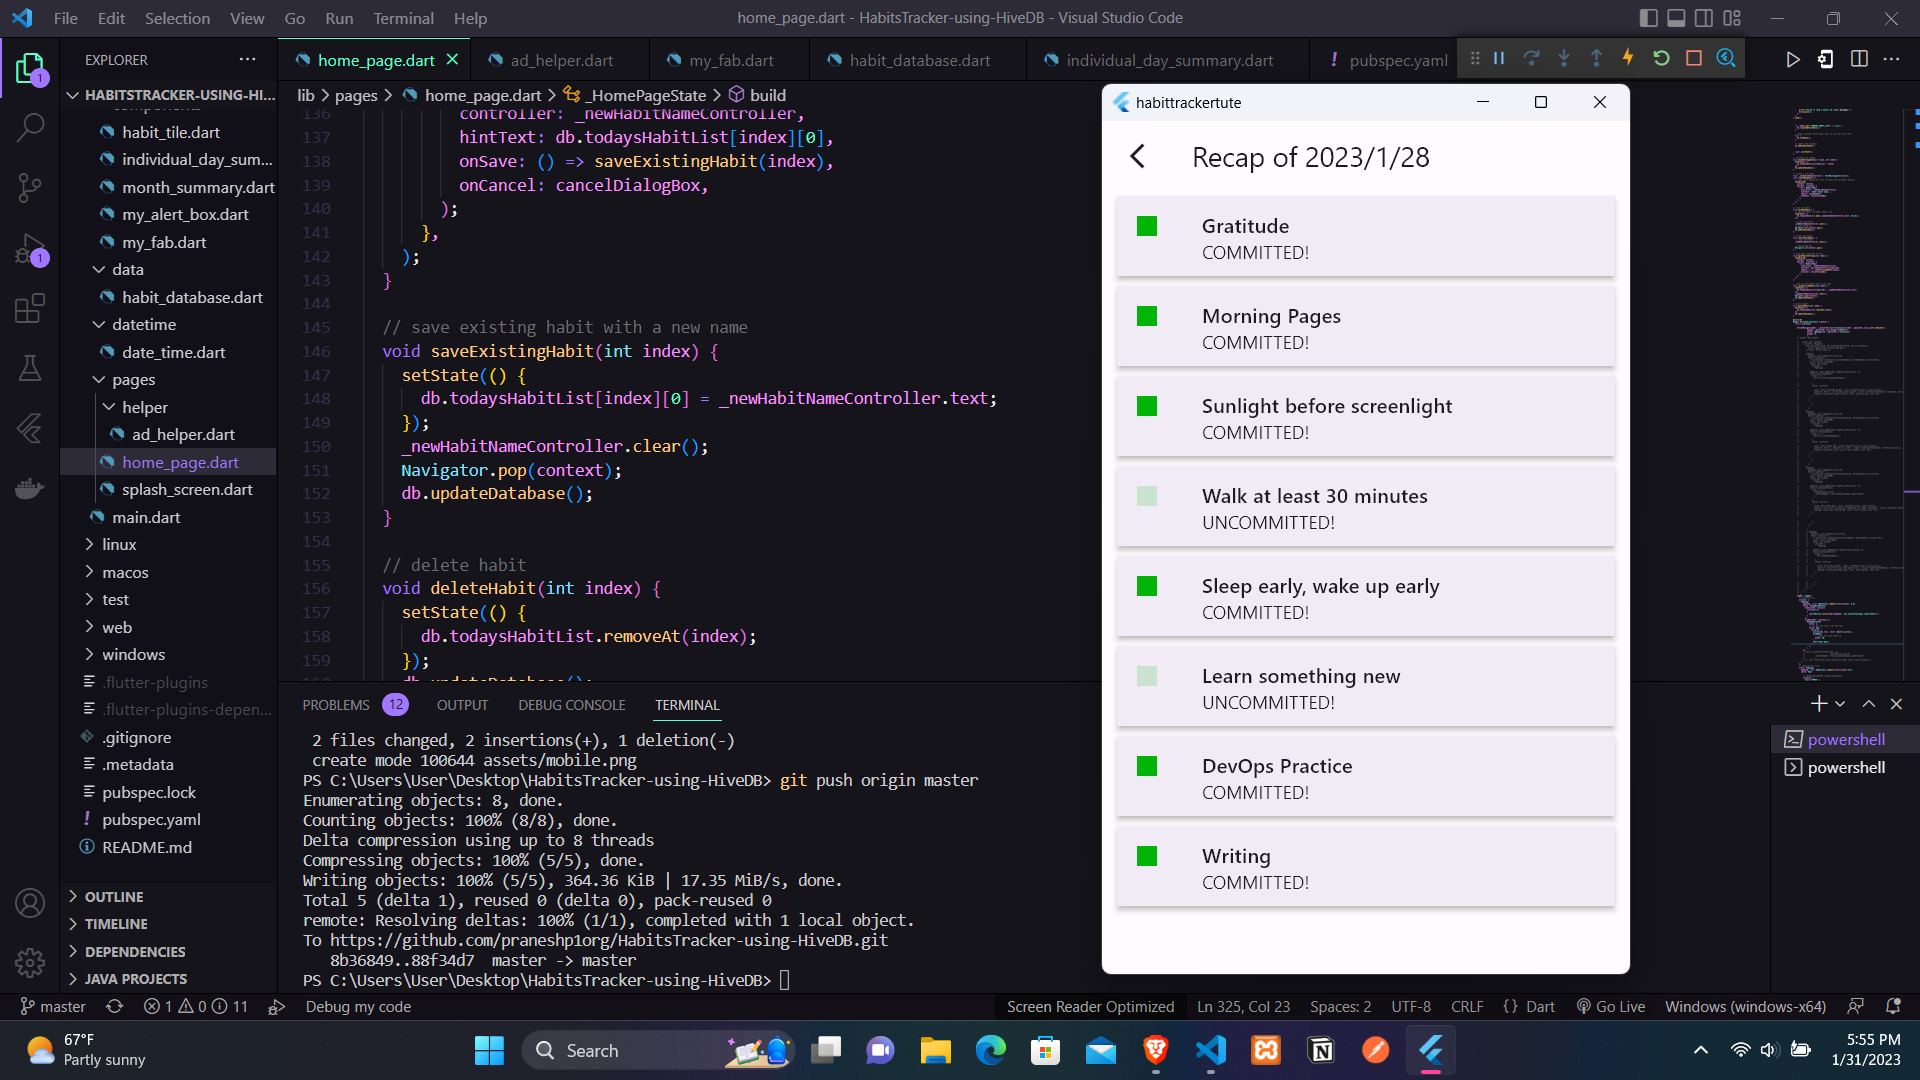 File Edit Selection View Go Run Terminal Help
home_page.dart - HabitsTracker-using-HiveDB - Visual Studio Code
EXPLORER
HABITSTRACKER-USING-HI...
components
habit_tile.dart
individual_day_sum...
month_summary.dart
my_alert_box.dart
my_fab.dart
data
habit_database.dart
datetime
date_time.dart
pages
helper
ad_helper.dart
home_page.dart
splash_screen.dart
main.dart
linux
macos
test
web
windows
.flutter-plugins
.flutter-plugins-depen...
.gitignore
.metadata
pubspec.lock
pubspec.yaml
README.md
OUTLINE
TIMELINE
DEPENDENCIES
JAVA PROJECTS
1
1
home_page.dart ad_helper.dart my_fab.dart habit_database.dart individual_day_summary.dart ! pubspec.yaml
lib > pages > home_page.dart > _HomePageState > build
136 controller: _newHabitNameController,
137 hintText: db.todaysHabitList[index][0],
138 onSave: () => saveExistingHabit(index),
139 onCancel: cancelDialogBox,
140 );
141 },
142 );
143 }
144
145 // save existing habit with a new name
146 void saveExistingHabit(int index) {
147 setState(() {
148 db.todaysHabitList[index][0] = _newHabitNameController.text;
149 });
150 _newHabitNameController.clear();
151 Navigator.pop(context);
152 db.updateDatabase();
153 }
154
155 // delete habit
156 void deleteHabit(int index) {
157 setState(() {
158 db.todaysHabitList.removeAt(index);
159 });
160 db.updateDatabase();
PROBLEMS 12 OUTPUT DEBUG CONSOLE TERMINAL
2 files changed, 2 insertions(+), 1 deletion(-)
create mode 100644 assets/mobile.png
PS C:\Users\User\Desktop\HabitsTracker-using-HiveDB> git push origin master
Enumerating objects: 8, done.
Counting objects: 100% (8/8), done.
Delta compression using up to 8 threads
Compressing objects: 100% (5/5), done.
Writing objects: 100% (5/5), 364.36 KiB | 17.35 MiB/s, done.
Total 5 (delta 1), reused 0 (delta 0), pack-reused 0
remote: Resolving deltas: 100% (1/1), completed with 1 local object.
To https://github.com/praneshp1org/HabitsTracker-using-HiveDB.git
8b36849..88f34d7 master -> master
PS C:\Users\User\Desktop\HabitsTracker-using-HiveDB>
powershell
powershell
habittrackertute
Recap of 2023/1/28
Gratitude
COMMITTED!
Morning Pages
COMMITTED!
Sunlight before screenlight
COMMITTED!
Walk at least 30 minutes
UNCOMMITTED!
Sleep early, wake up early
COMMITTED!
Learn something new
UNCOMMITTED!
DevOps Practice
COMMITTED!
Writing
COMMITTED!
master 1 0 11 Debug my code Screen Reader Optimized Ln 325, Col 23 Spaces: 2 UTF-8 CRLF {} Dart Go Live Windows (windows-x64)
67°F
Partly sunny
Search
5:55 PM
1/31/2023